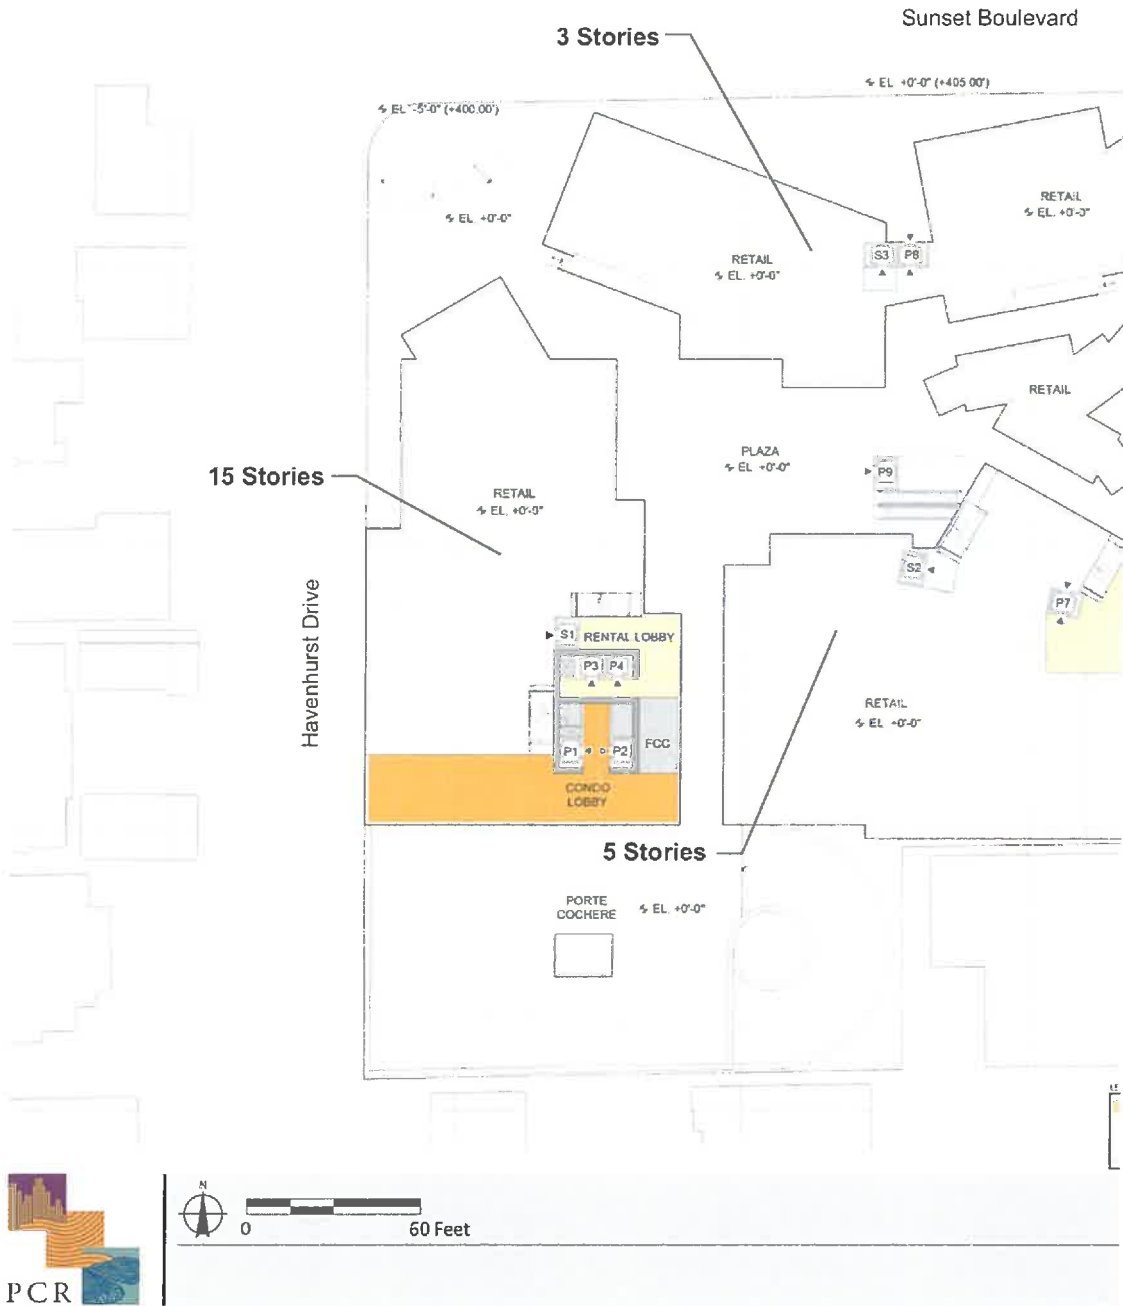 Sunset Boulevard
3 Stories
EL +0'-0" (+405.00')
EL -5'-0" (+400.00')
EL +0'-0"
RETAIL
EL. +0'-0"
S3
P8
RETAIL
EL. +0'-0"
RETAIL
PLAZA
EL +0'-0"
P9
15 Stories
RETAIL
EL. +0'-0"
S2
P7
Havenhurst Drive
S1
RENTAL LOBBY
P3
P4
RETAIL
EL +0'-0"
P1
P2
FCC
CONDO
LOBBY
5 Stories
PORTE
COCHERE
EL. +0'-0"
N
0
60 Feet
PCR